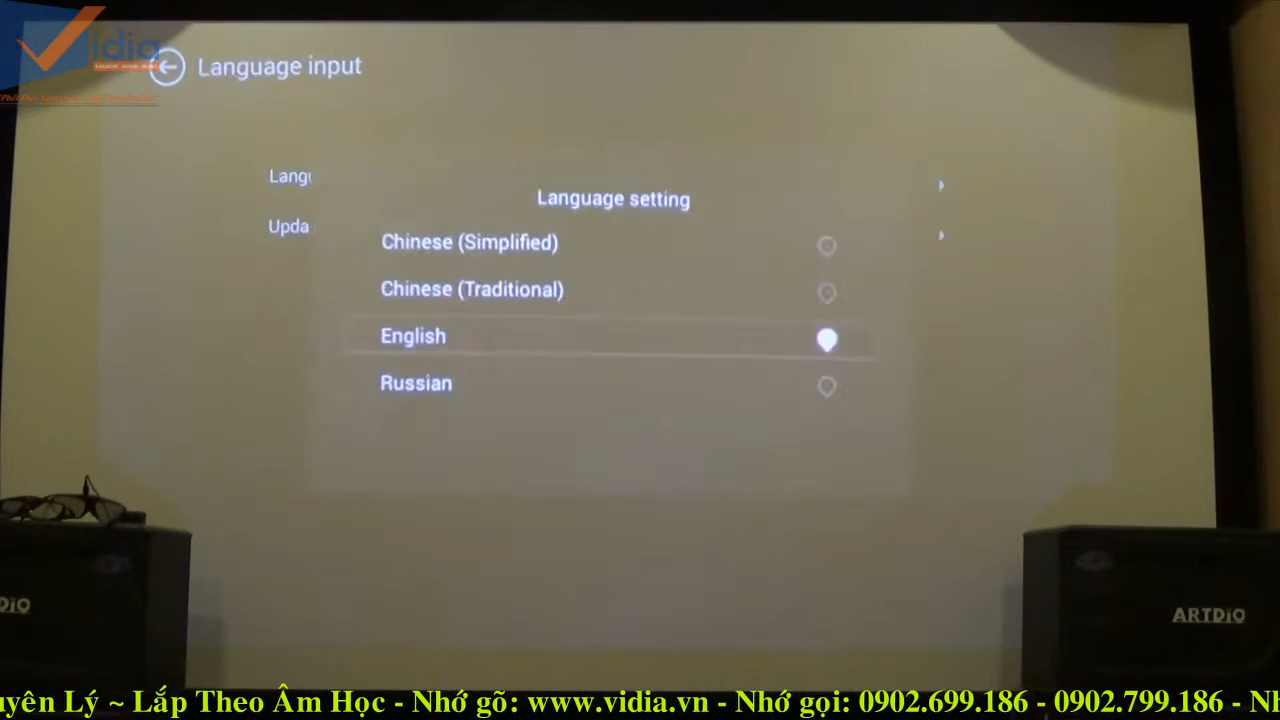 Vidia
Language input
Langu
Upda
Language setting
Chinese (Simplified)
Chinese (Traditional)
English
Russian
ARTDIO
uyên Lý ~ Lắp Theo Âm Học - Nhớ gõ: www.vidia.vn - Nhớ gọi: 0902.699.186 - 0902.799.186 - Nh